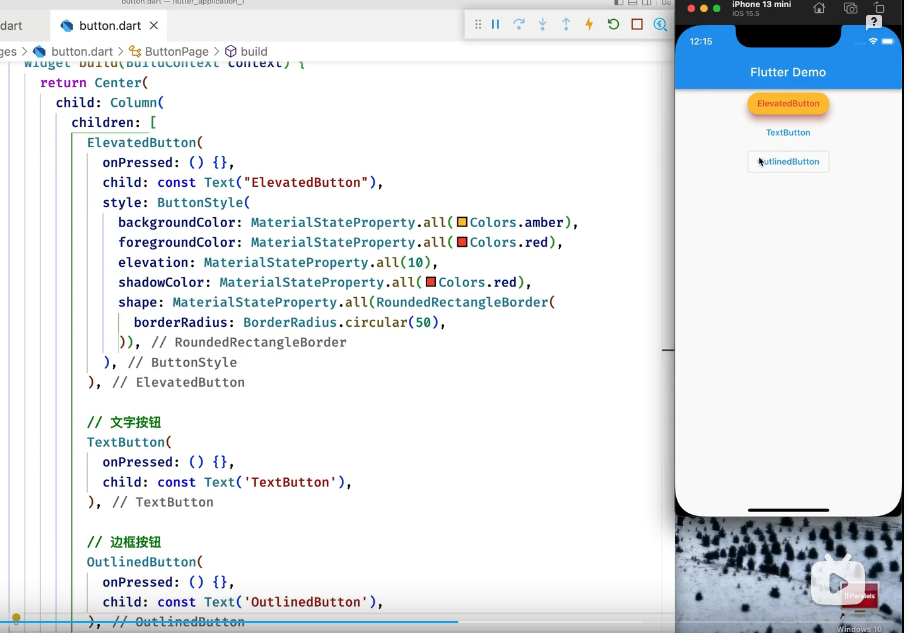 button.dart — flutter_application_1
dart
button.dart
ges > button.dart > ButtonPage > build
Widget build(BuildContext context) {
return Center(
child: Column(
children: [
ElevatedButton(
onPressed: () {},
child: const Text("ElevatedButton"),
style: ButtonStyle(
backgroundColor: MaterialStateProperty.all(Colors.amber),
foregroundColor: MaterialStateProperty.all(Colors.red),
elevation: MaterialStateProperty.all(10),
shadowColor: MaterialStateProperty.all(Colors.red),
shape: MaterialStateProperty.all(RoundedRectangleBorder(
borderRadius: BorderRadius.circular(50),
)), // RoundedRectangleBorder
), // ButtonStyle
), // ElevatedButton
// 文字按钮
TextButton(
onPressed: () {},
child: const Text('TextButton'),
), // TextButton
// 边框按钮
OutlinedButton(
onPressed: () {},
child: const Text('OutlinedButton'),
), // OutlinedButton
iPhone 13 mini
iOS 15.5
?
12:15
Flutter Demo
ElevatedButton
TextButton
OutlinedButton
Parallels
Windows 10